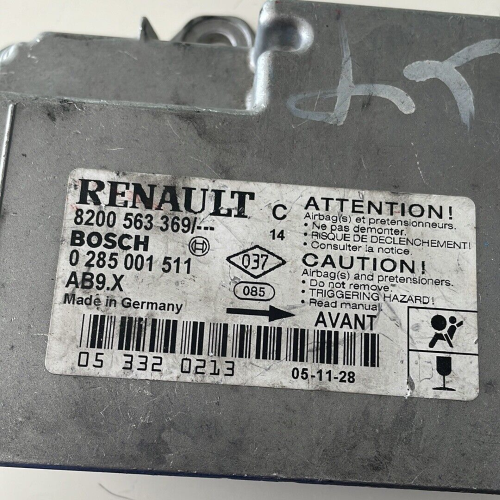 RENAULT C
8200 563 369/--- 14
BOSCH
0 285 001 511
AB9.X
Made in Germany
037
085
AVANT
ATTENTION!
Airbag(s) et pretensionneurs.
• Ne pas demonter.
• RISQUE DE DECLENCHEMENT!
• Consulter la notice.
CAUTION!
Airbag(s) and pretensioners.
• Do not remove.
• TRIGGERING HAZARD!
• Read manual.
05 332 0213
05-11-28